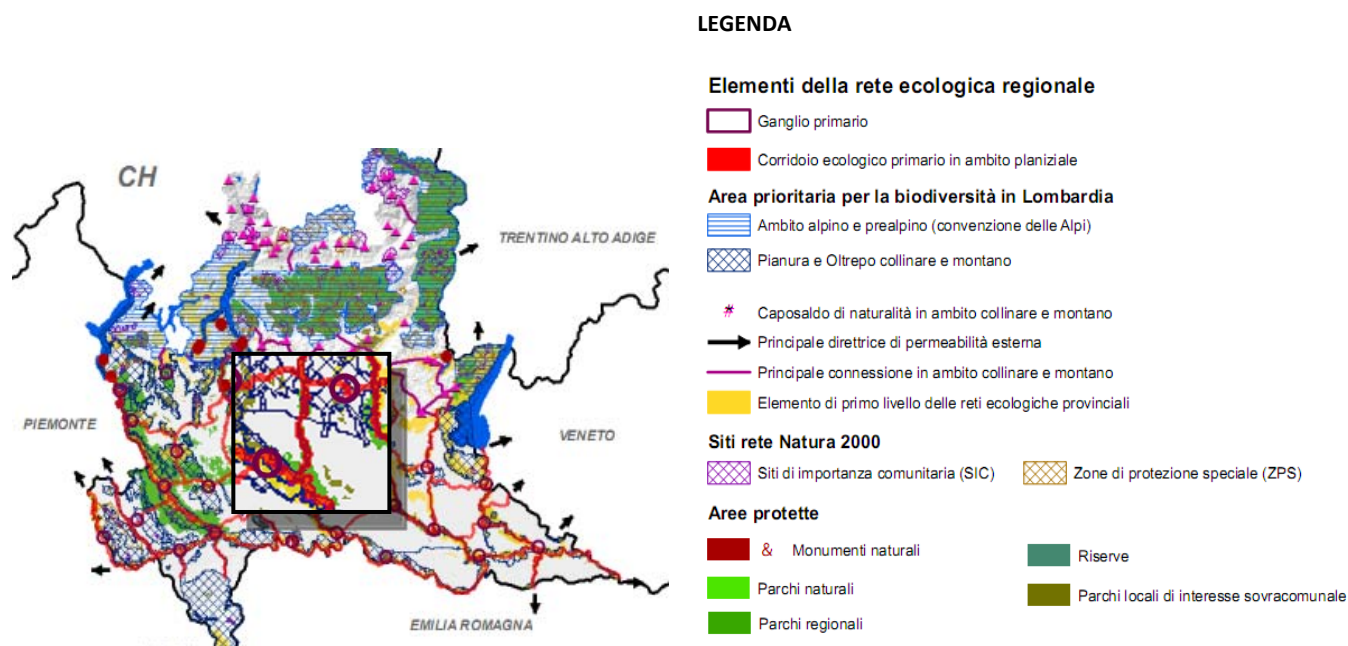 LEGENDA
CH
TRENTINO ALTO ADIGE
PIEMONTE
VENETO
EMILIA ROMAGNA
Elementi della rete ecologica regionale
Ganglio primario
Corridoio ecologico primario in ambito planiziale
Area prioritaria per la biodiversità in Lombardia
Ambito alpino e prealpino (convenzione delle Alpi)
Pianura e Oltrepo collinare e montano
Caposaldo di naturalità in ambito collinare e montano
Principale direttrice di permeabilità esterna
Principale connessione in ambito collinare e montano
Elemento di primo livello delle reti ecologiche provinciali
Siti rete Natura 2000
Siti di importanza comunitaria (SIC)
Zone di protezione speciale (ZPS)
Aree protette
& Monumenti naturali
Riserve
Parchi naturali
Parchi locali di interesse sovracomunale
Parchi regionali